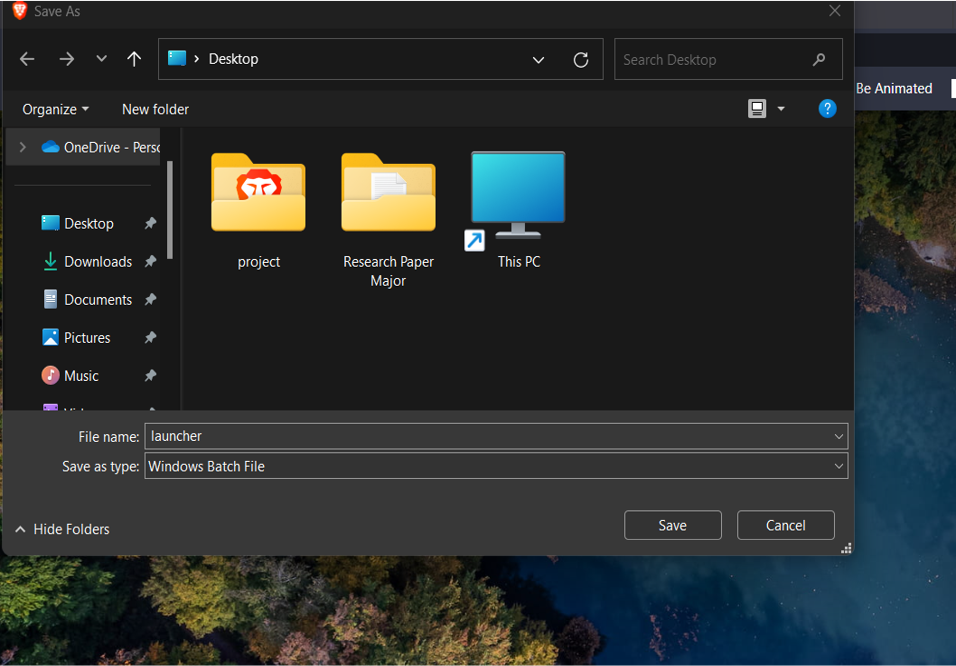 Save As
Desktop
Search Desktop
Be Animated
Organize
New folder
OneDrive - Perso
Desktop
Downloads
Documents
Pictures
Music
project
Research Paper
Major
This PC
File name:
launcher
Save as type:
Windows Batch File
Hide Folders
Save
Cancel